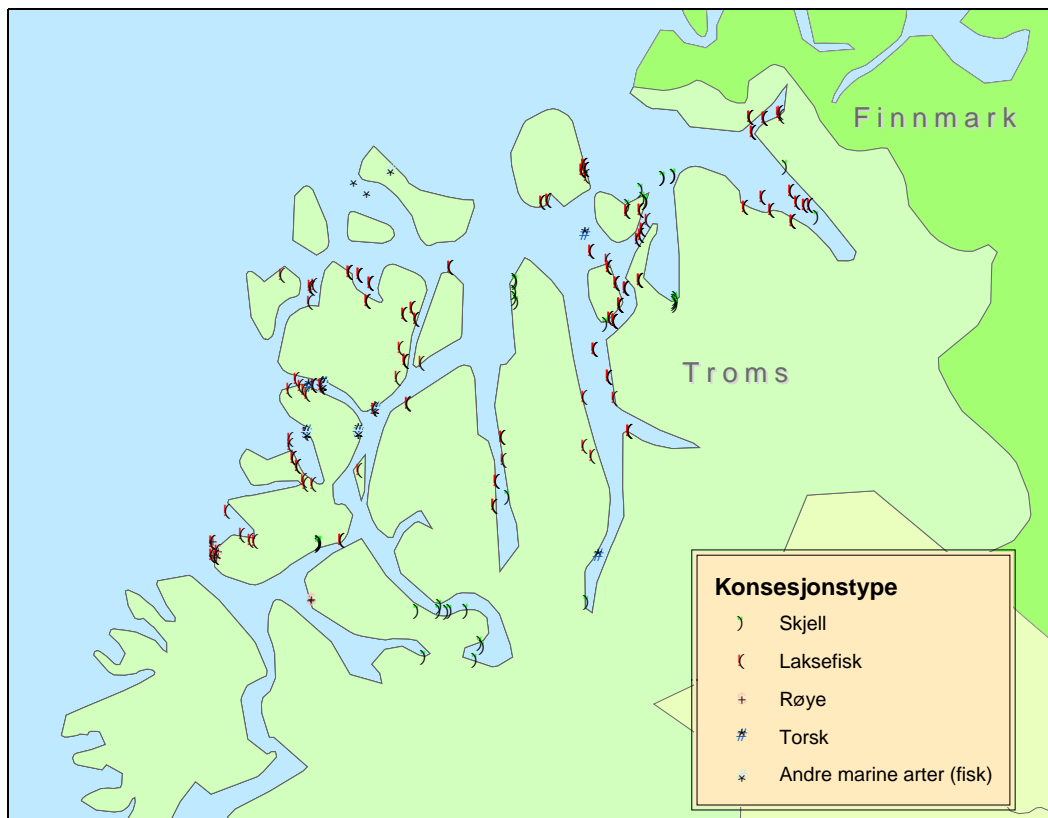 Finnmark
Troms
Konsesjonstype
Skjell
Laksefisk
Røye
Torsk
Andre marine arter (fisk)